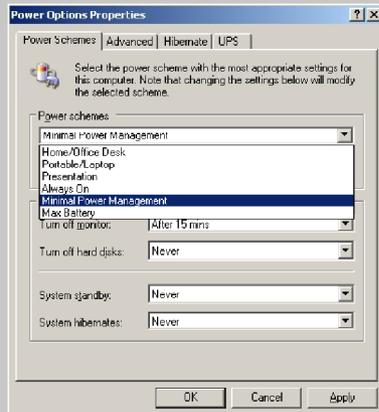 Power Options Properties
Power Schemes Advanced Hibernate UPS
Select the power scheme with the most appropriate settings for
this computer. Note that changing the settings below will modify
the selected scheme.
Power schemes
Minimal Power Management
Home/Office Desk
Portable/Laptop
Presentation
Always On
Minimal Power Management
Max Battery
Turn off monitor: After 15 mins
Turn off hard disks: Never
System standby: Never
System hibernates: Never
OK Cancel Apply